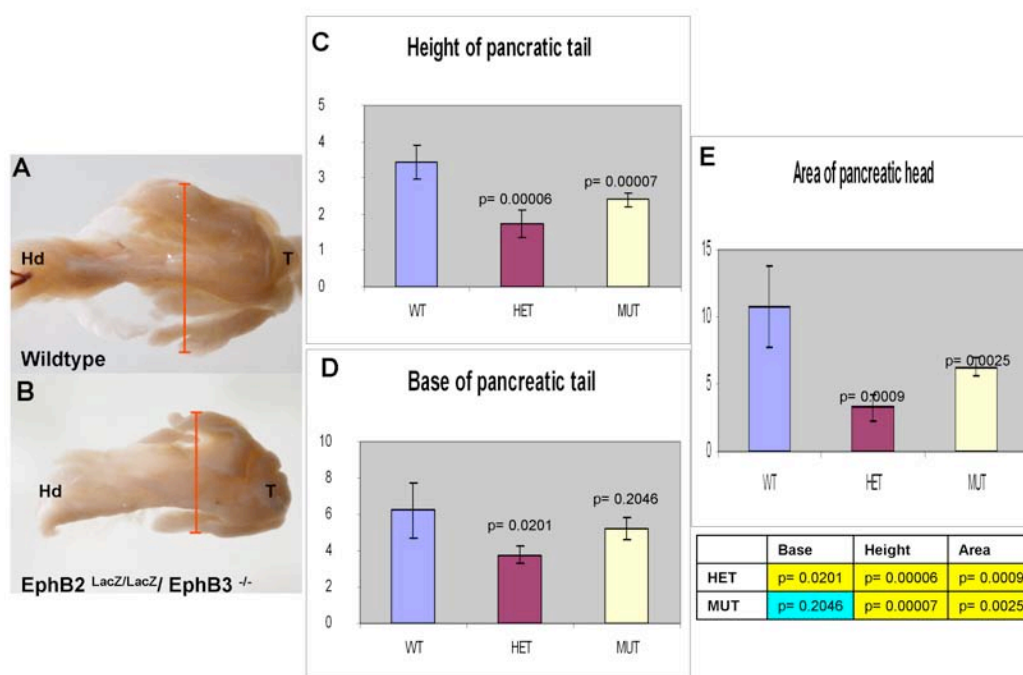 A
Hd
T
Wildtype
B
Hd
T
EphB2 LacZ/LacZ/ EphB3 -/-
C
Height of pancratic tail
5
4
3
2
1
0
p= 0.00006
p= 0.00007
WT
HET
MUT
D
Base of pancreatic tail
10
8
6
4
2
0
p= 0.0201
p= 0.2046
WT
HET
MUT
E
Area of pancreatic head
15
10
5
0
p= 0.0009
p= 0.0025
WT
HET
MUT
Base Height Area
HET p= 0.0201 p= 0.00006 p= 0.0009
MUT p= 0.2046 p= 0.00007 p= 0.0025